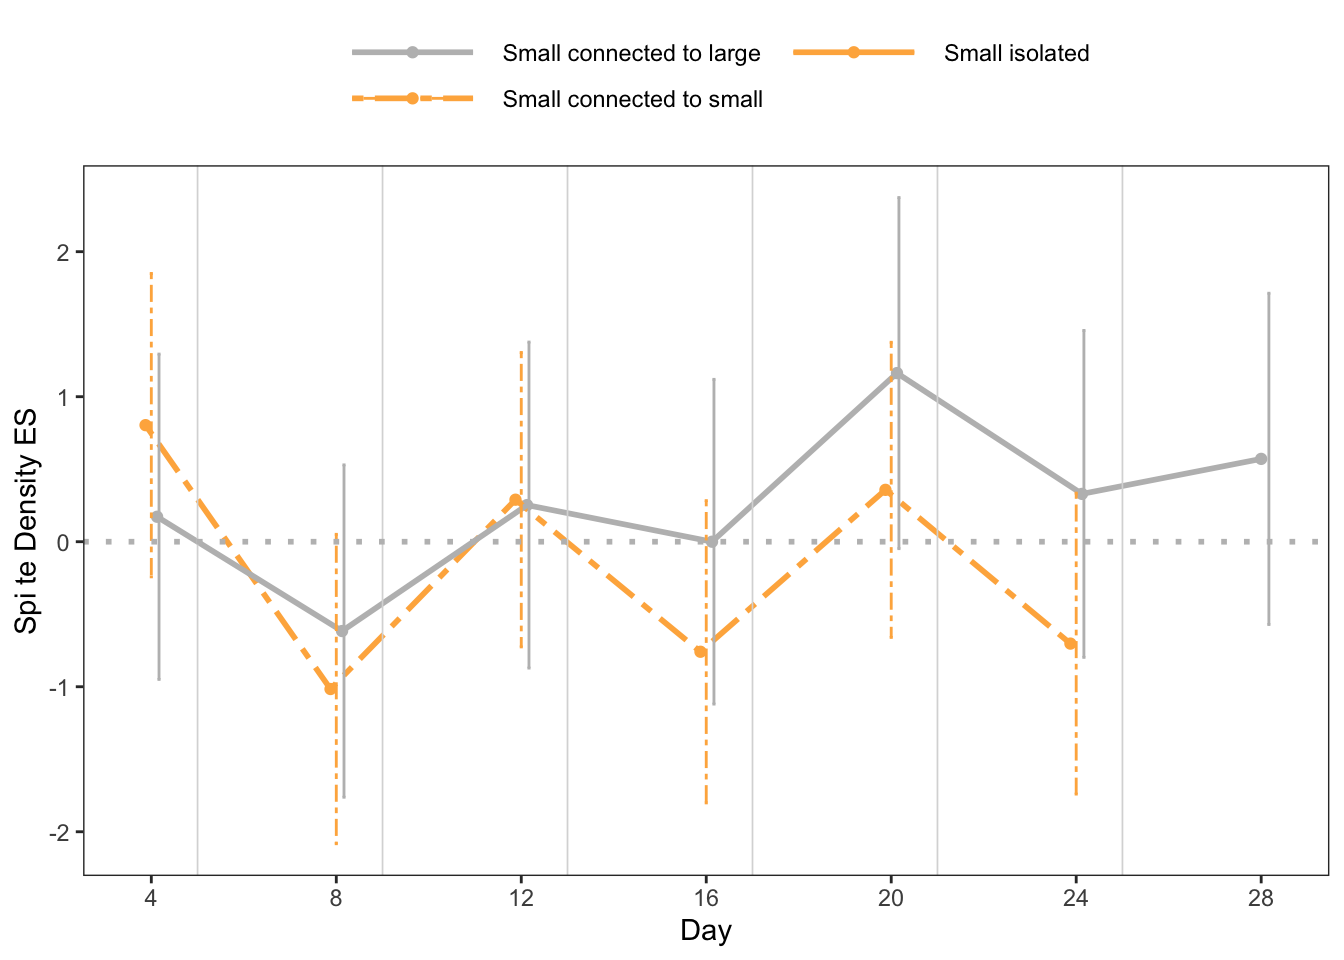 Small connected to large
Small isolated
Small connected to small
Spi te Density ES
2
1
0
-1
-2
4
8
12
16
20
24
28
Day